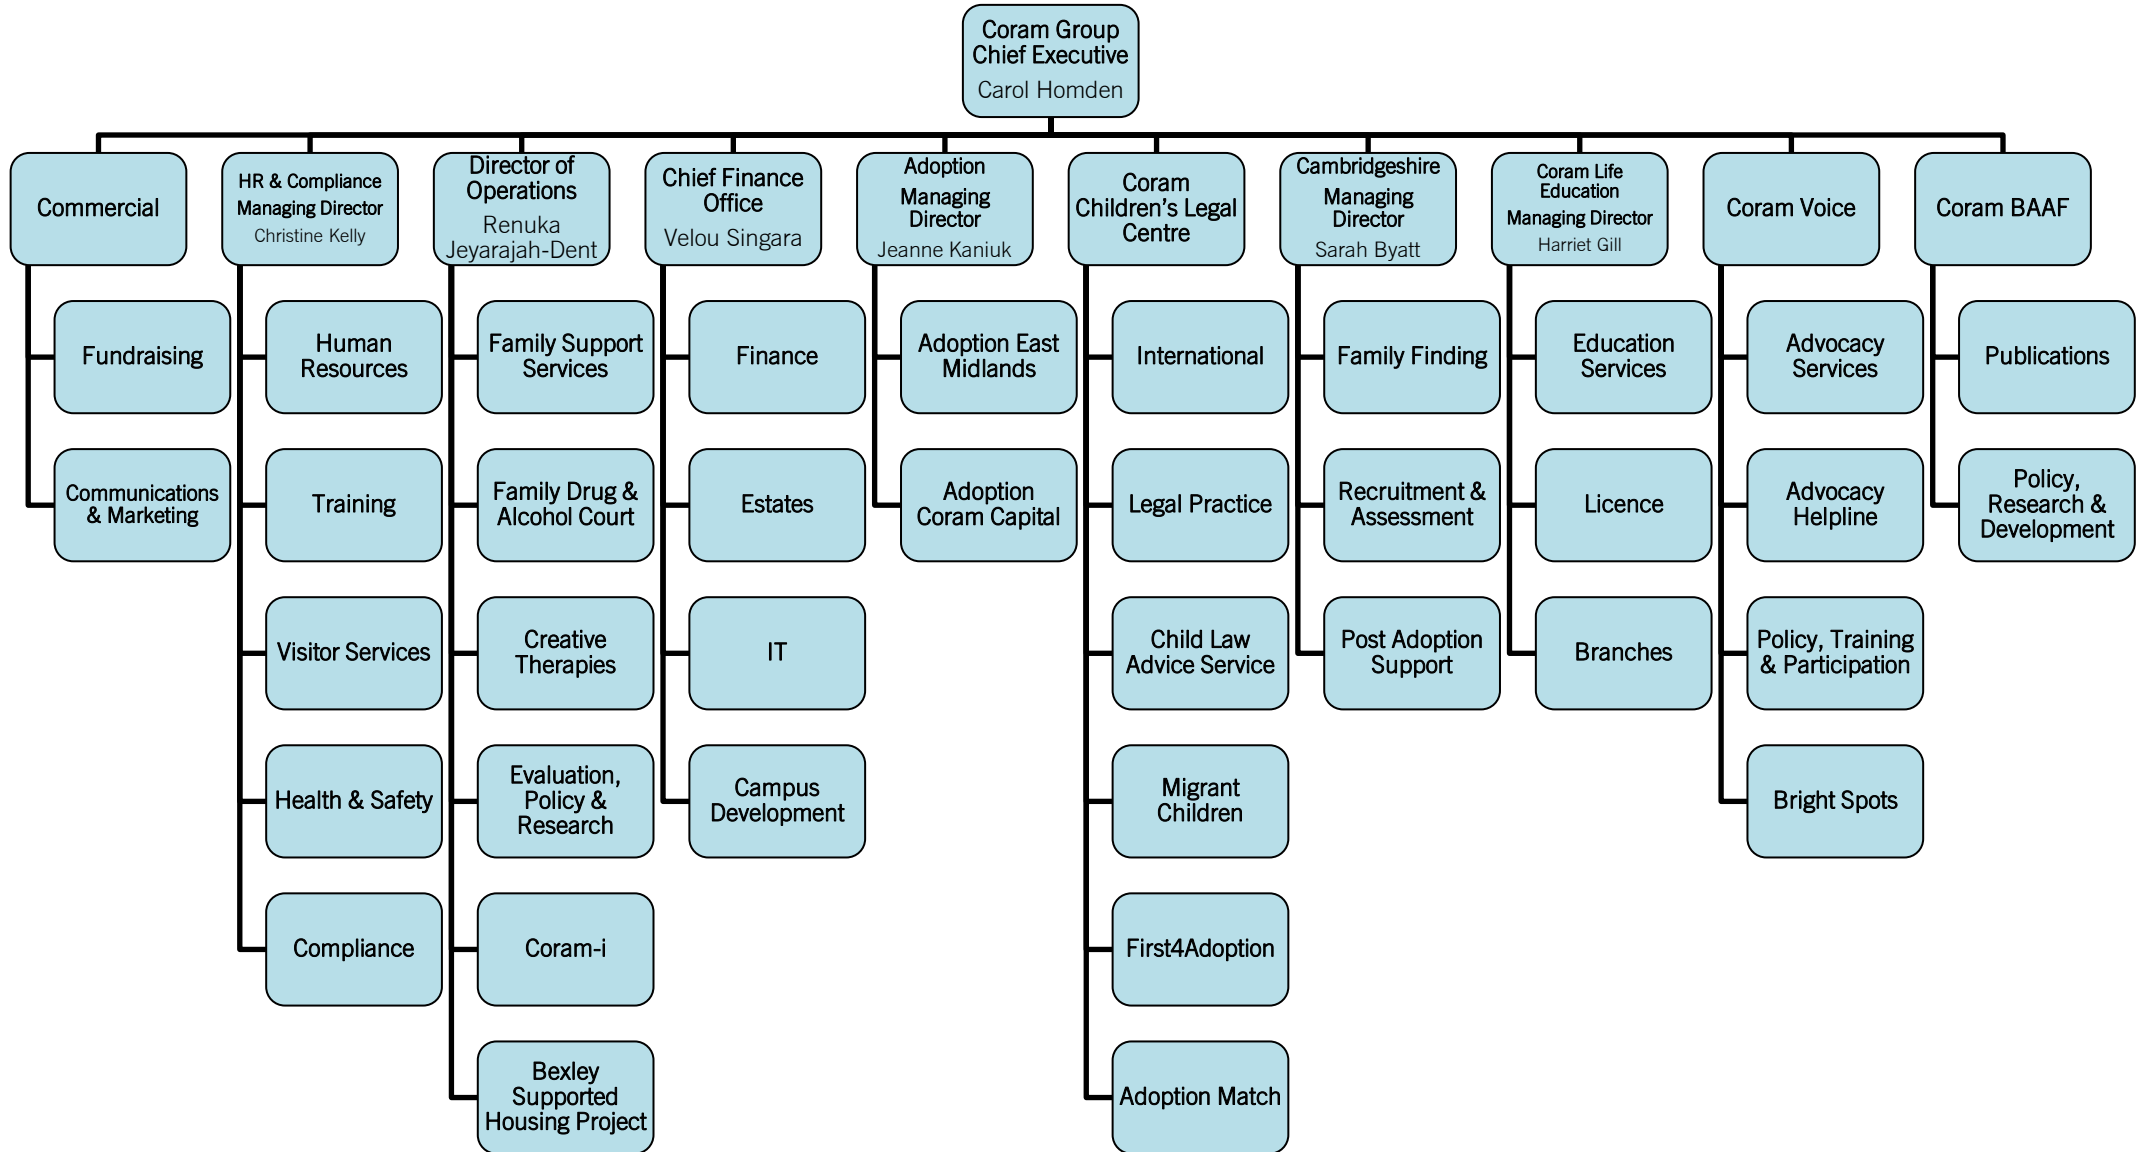 Coram Group
Chief Executive
Carol Homden
Commercial
HR & Compliance
Managing Director
Christine Kelly
Director of
Operations
Renuka
Jeyarajah-Dent
Chief Finance
Office
Velou Singara
Adoption
Managing
Director
Jeanne Kaniuk
Coram
Children's Legal
Centre
Cambridgeshire
Managing
Director
Sarah Byatt
Coram Life
Education
Managing Director
Harriet Gill
Coram Voice
Coram BAAF
Fundraising
Human
Resources
Family Support
Services
Finance
Adoption East
Midlands
International
Family Finding
Education
Services
Advocacy
Services
Publications
Communications
& Marketing
Training
Family Drug &
Alcohol Court
Estates
Adoption
Coram Capital
Legal Practice
Recruitment &
Assessment
Licence
Advocacy
Helpline
Policy,
Research &
Development
Visitor Services
Creative
Therapies
IT
Child Law
Advice Service
Post Adoption
Support
Branches
Policy, Training
& Participation
Health & Safety
Evaluation,
Policy &
Research
Campus
Development
Migrant
Children
Bright Spots
Compliance
Coram-i
First4Adoption
Bexley
Supported
Housing Project
Adoption Match